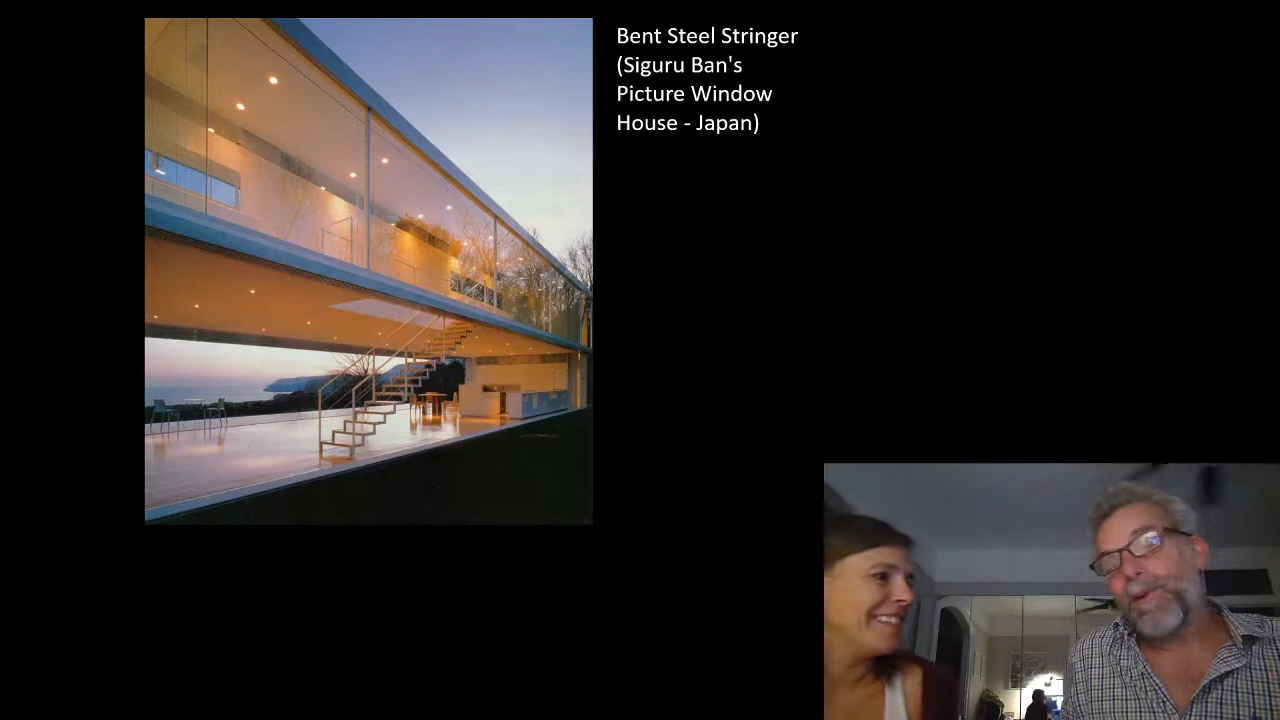 Bent Steel Stringer
(Siguru Ban's
Picture Window
House - Japan)